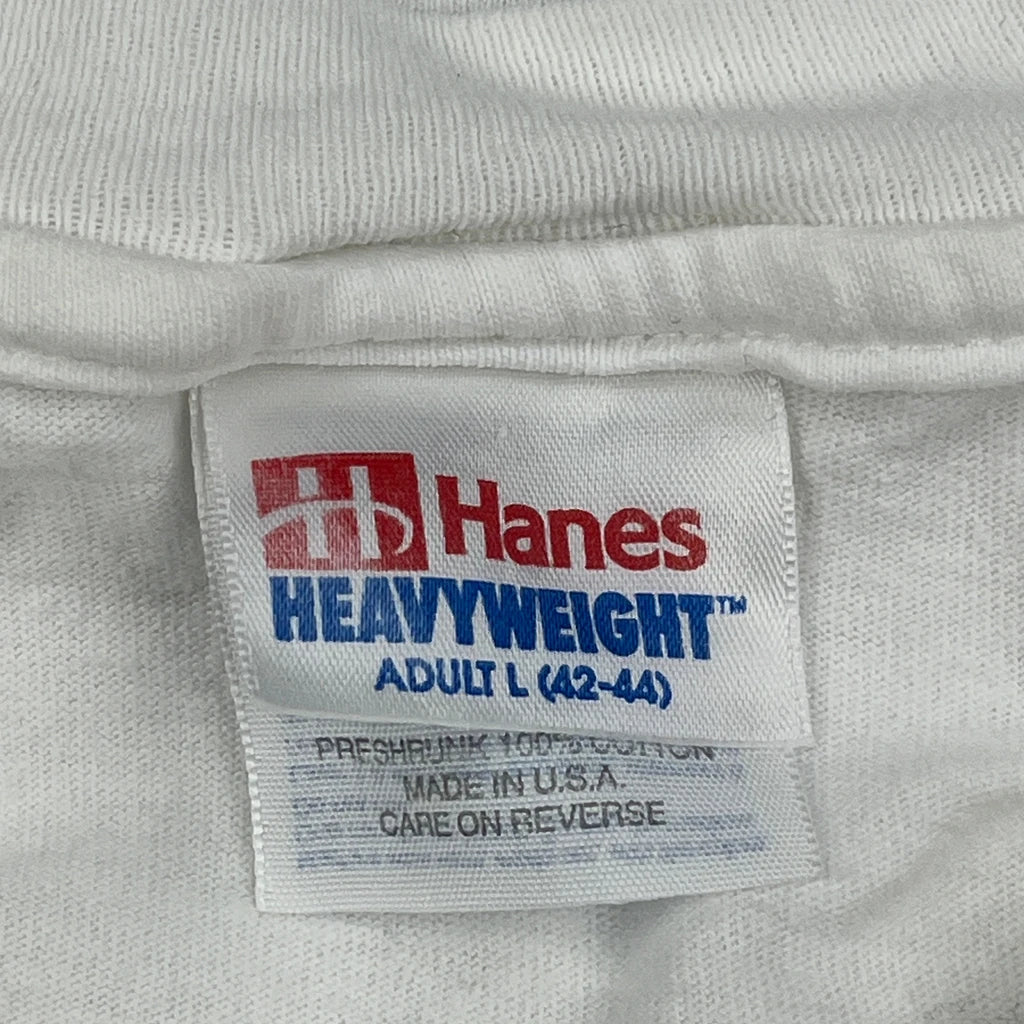 H Hanes
HEAVYWEIGHT™
ADULT L (42-44)
PRESHRUNK 100% COTTON
MADE IN U.S.A.
CARE ON REVERSE